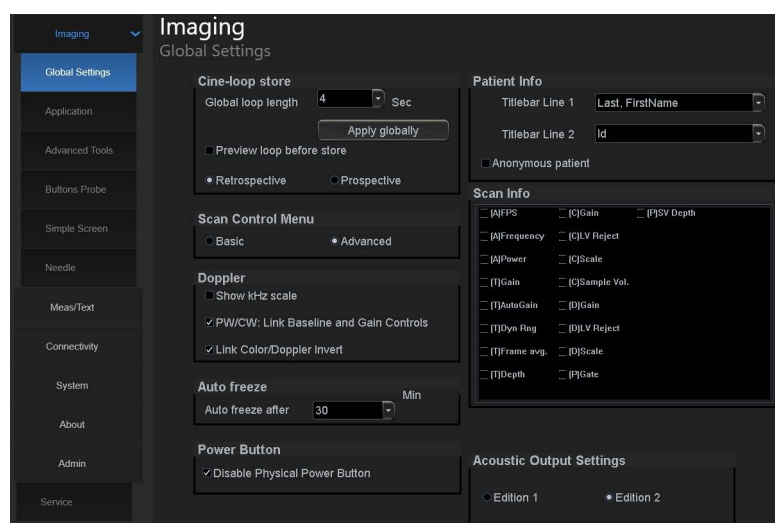 Imaging
Global Settings
Application
Advanced Tools
Buttons Probe
Simple Screen
Needle
Meas/Text
Connectivity
System
About
Admin
Service
Imaging
Global Settings
Cine-loop store
Global loop length 4 Sec
Apply globally
Preview loop before store
Retrospective Prospective
Scan Control Menu
Basic Advanced
Doppler
Show kHz scale
PW/CW: Link Baseline and Gain Controls
Link Color/Doppler Invert
Auto freeze
Min
Auto freeze after 30
Power Button
Disable Physical Power Button
Patient Info
Titlebar Line 1 Last, FirstName
Titlebar Line 2 Id
Anonymous patient
Scan Info
(A)FPS (C)Gain (P)SV Depth
(A)Frequency (C)LV Reject
(A)Power (C)Scale
(T)Gain (C)Sample Vol.
(T)AutoGain (D)Gain
(T)Dyn Rng (D)LV Reject
(T)Frame avg. (D)Scale
(T)Depth (P)Gate
Acoustic Output Settings
Edition 1 Edition 2